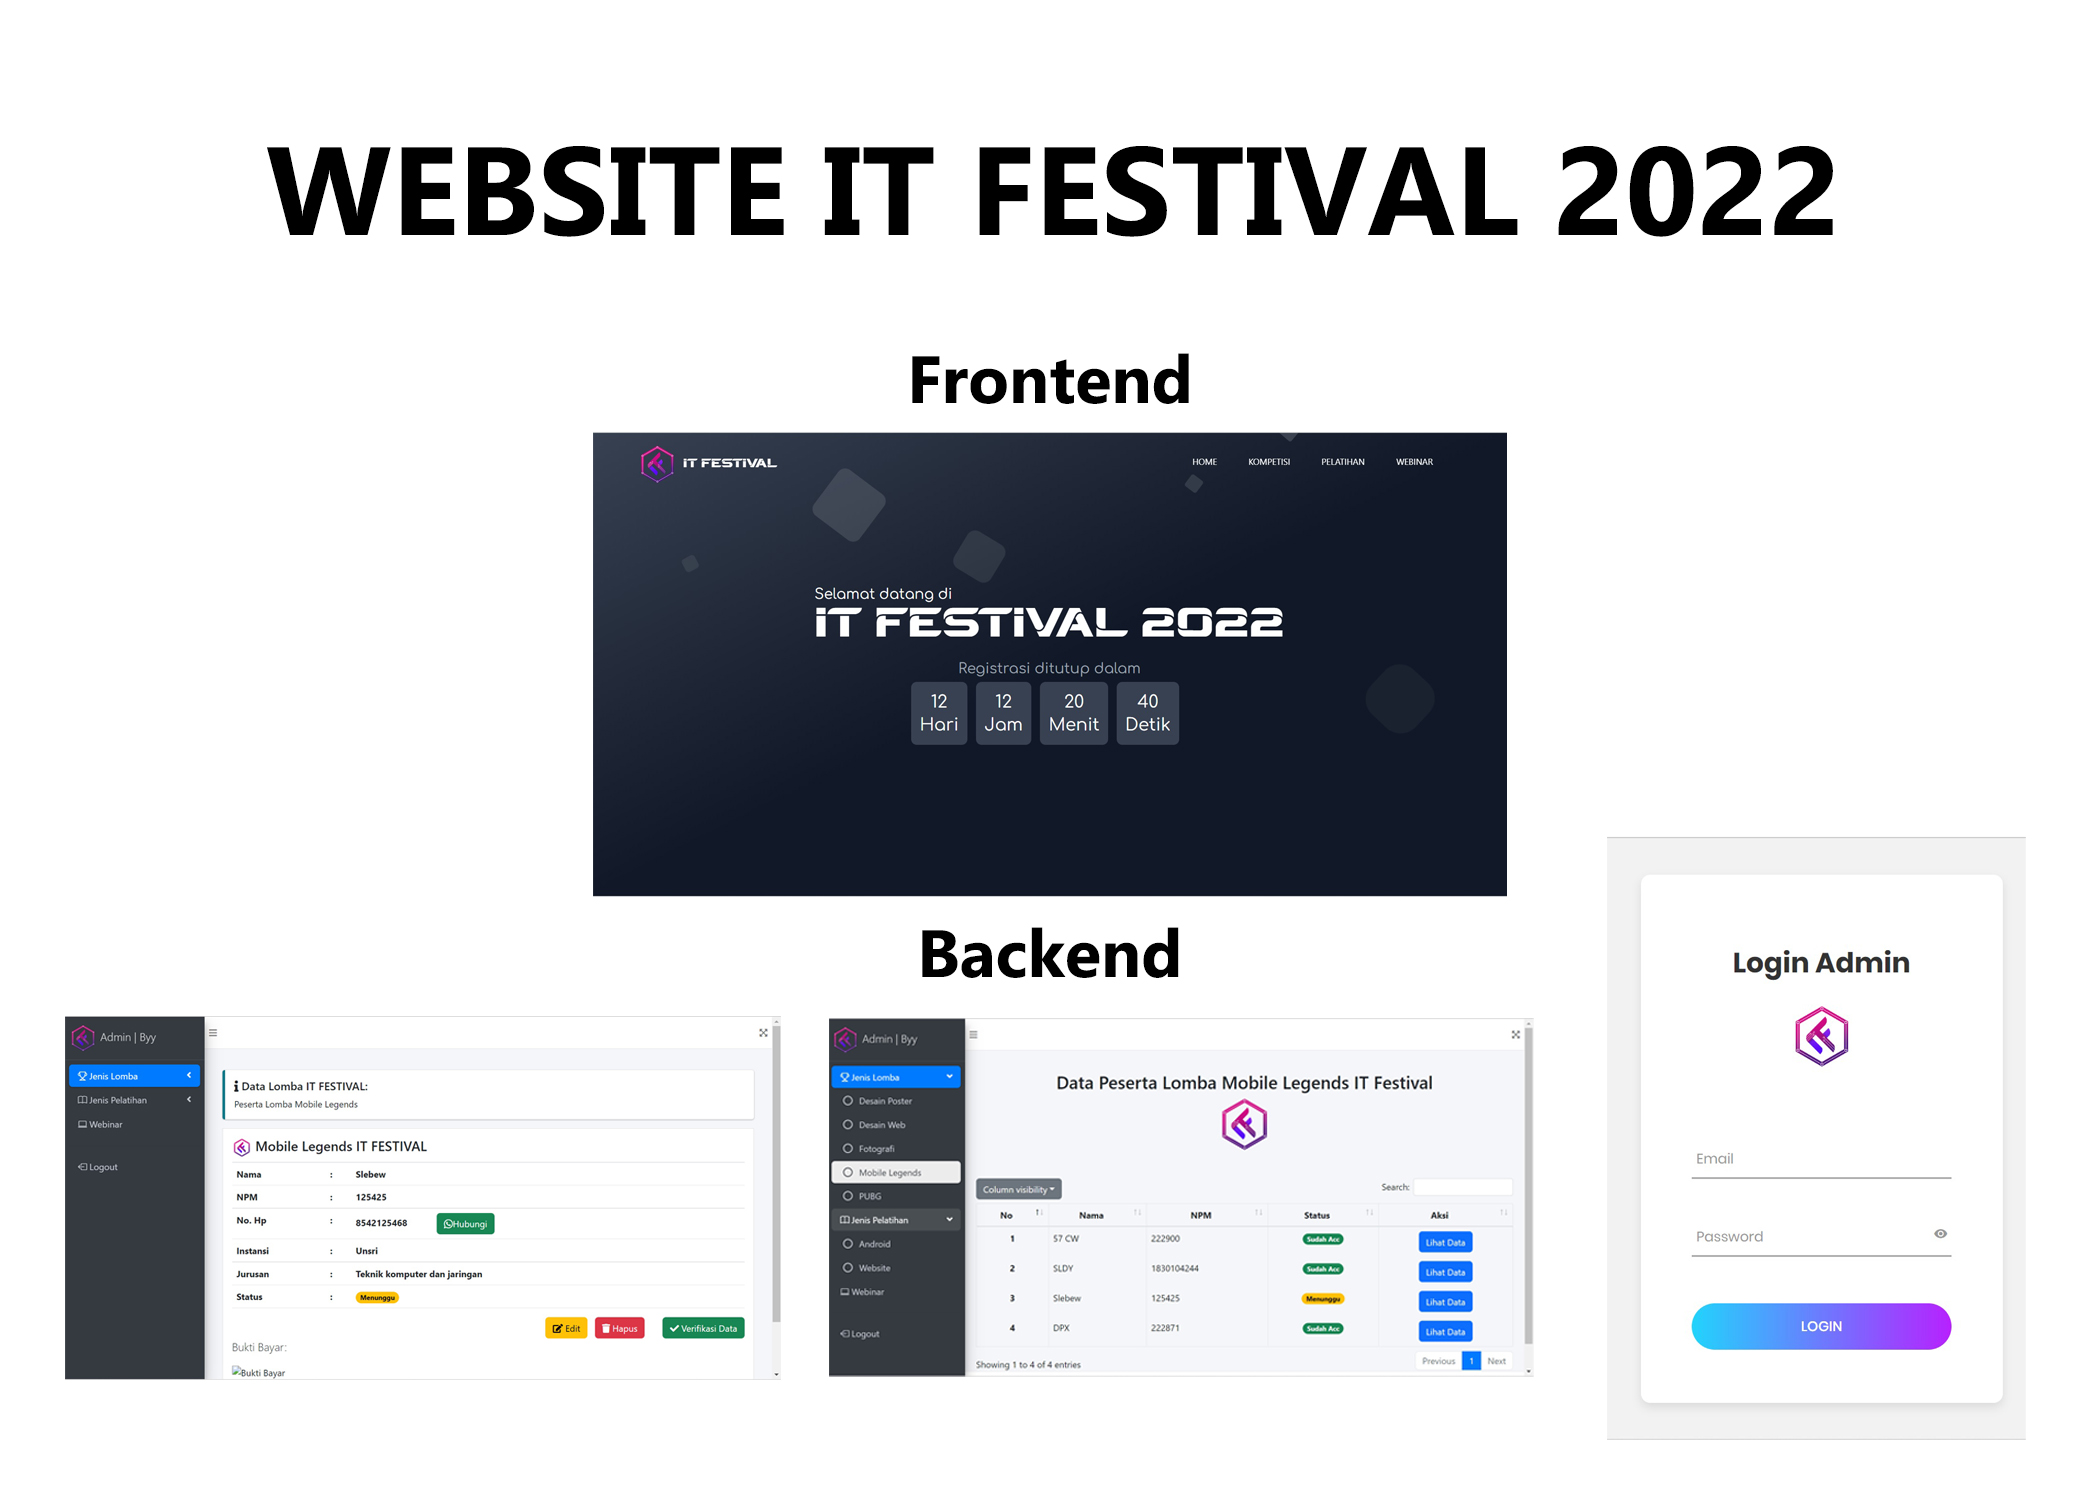 WEBSITE IT FESTIVAL 2022
Frontend
IT FESTIVAL
HOME KOMPETISI PELATIHAN WEBINAR
Selamat datang di
IT FESTIVAL 2022
Registrasi ditutup dalam
12 Hari
12 Jam
20 Menit
40 Detik
Backend
Admin | Byy
Jenis Lomba
Jenis Pelatihan
Webinar
Logout
Data Lomba IT FESTIVAL:
Peserta Lomba Mobile Legends
Mobile Legends IT FESTIVAL
Nama : Slebew
NPM : 125425
No. Hp : 8542125468 Hubungi
Instansi : Unsri
Jurusan : Teknik komputer dan jaringan
Status : Menunggu
Edit Hapus Verifikasi Data
Bukti Bayar:
Bukti Bayar
Admin | Byy
Jenis Lomba
Desain Poster
Desain Web
Fotografi
Mobile Legends
PUBG
Jenis Pelatihan
Android
Website
Webinar
Logout
Data Peserta Lomba Mobile Legends IT Festival
Column visibility
Search:
No Nama NPM Status Aksi
1 57 CW 222900 Sudah Acc Lihat Data
2 SLDY 1830104244 Sudah Acc Lihat Data
3 Slebew 125425 Menunggu Lihat Data
4 DPX 222871 Sudah Acc Lihat Data
Showing 1 to 4 of 4 entries
Previous 1 Next
Login Admin
Email
Password
LOGIN